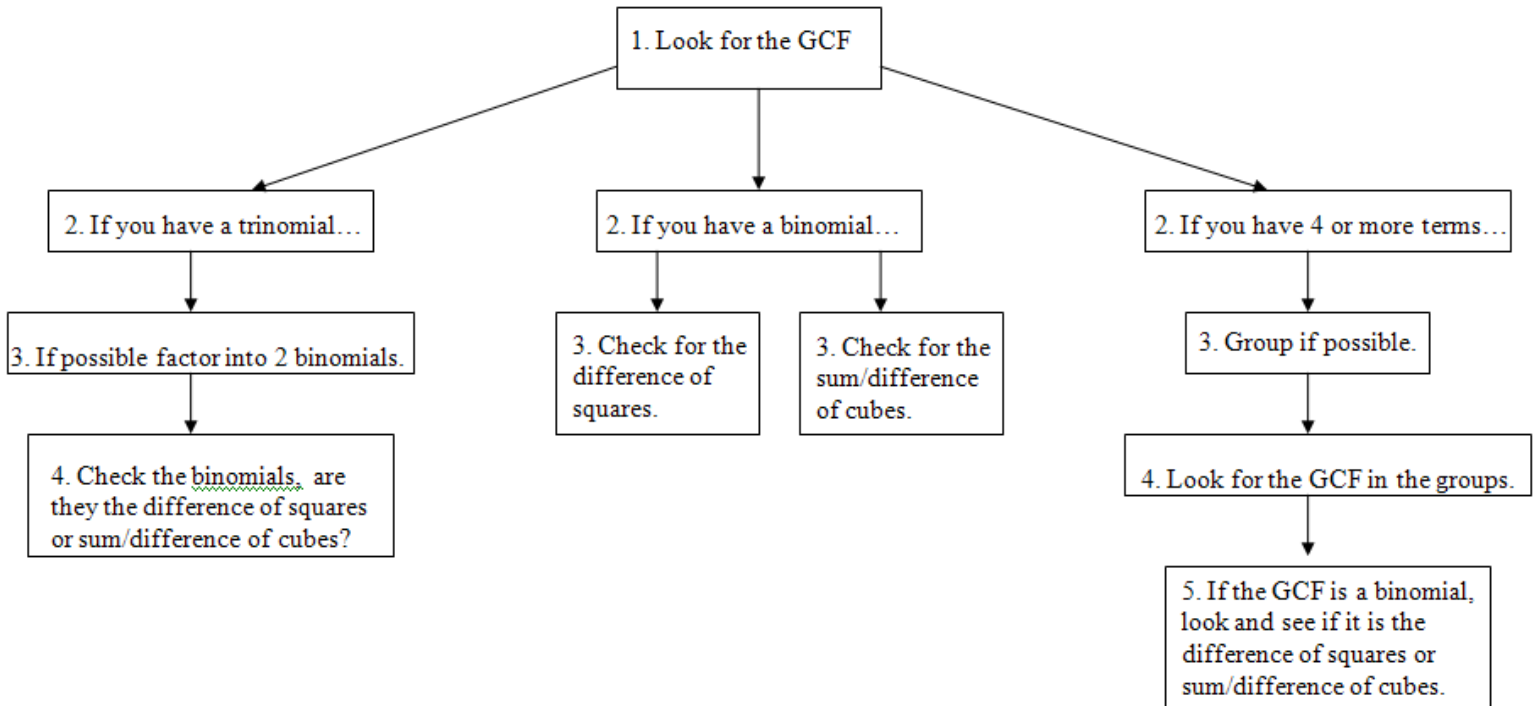 1. Look for the GCF
2. If you have a trinomial…
2. If you have a binomial…
2. If you have 4 or more terms…
3. If possible factor into 2 binomials.
3. Check for the
difference of
squares.
3. Check for the
sum/difference
of cubes.
3. Group if possible.
4. Check the binomials, are
they the difference of squares
or sum/difference of cubes?
4. Look for the GCF in the groups.
5. If the GCF is a binomial,
look and see if it is the
difference of squares or
sum/difference of cubes.